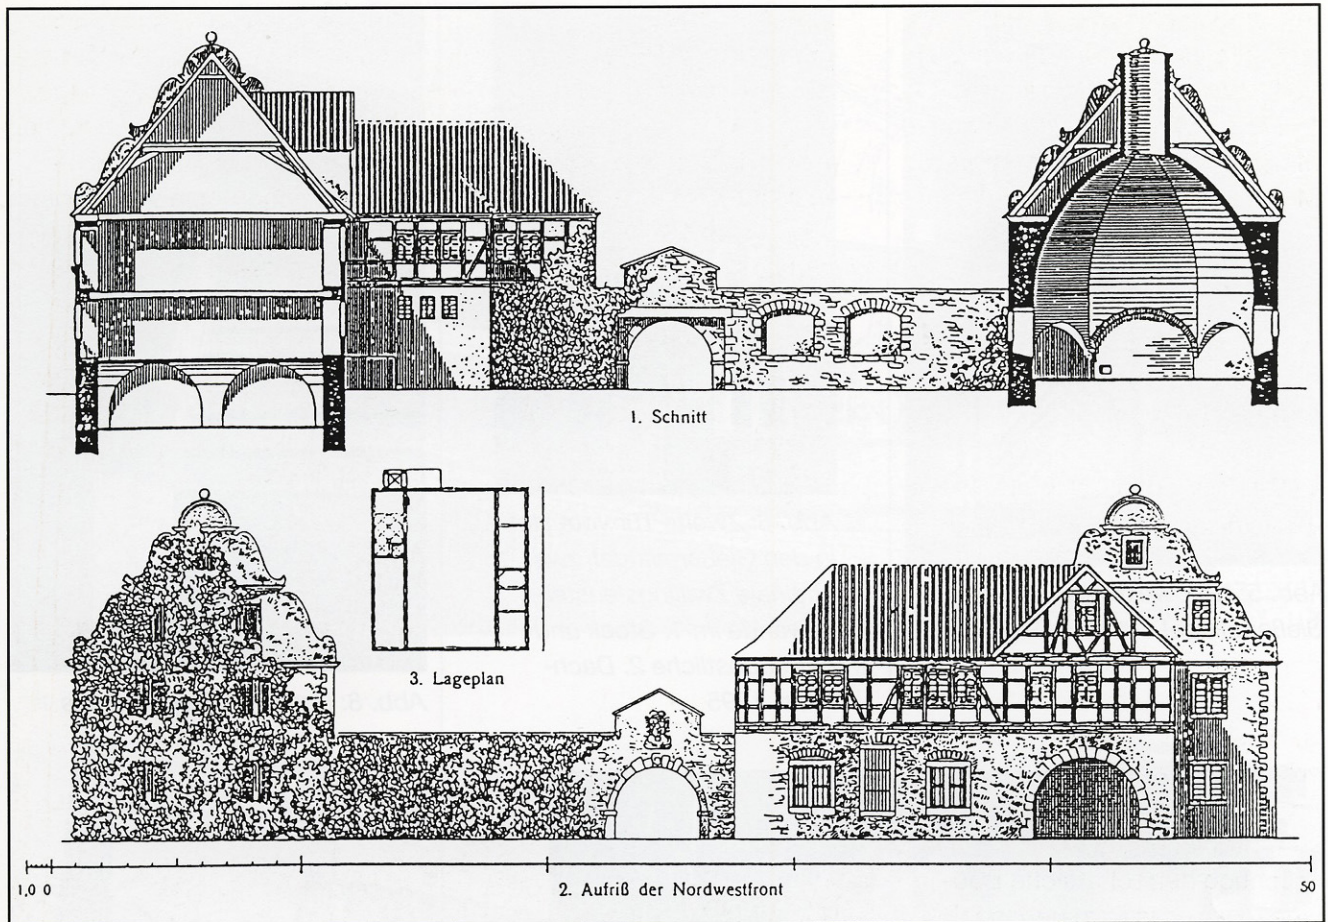 1. Schnitt
3. Lageplan
1,0 0
50
2. Aufriß der Nordwestfront